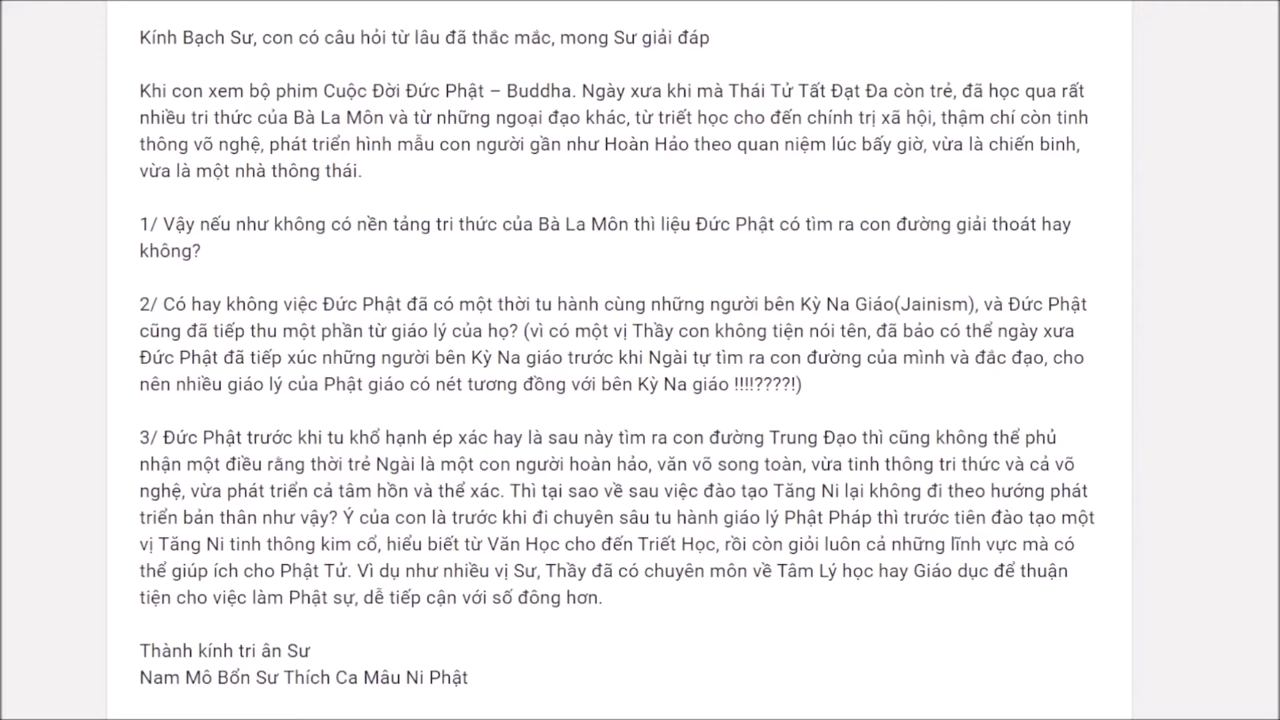 Kính Bạch Sư, con có câu hỏi từ lâu đã thắc mắc, mong Sư giải đáp
Khi con xem bộ phim Cuộc Đời Đức Phật – Buddha. Ngày xưa khi mà Thái Tử Tất Đạt Đa còn trẻ, đã học qua rất
nhiều tri thức của Bà La Môn và từ những ngoại đạo khác, từ triết học cho đến chính trị xã hội, thậm chí còn tinh
thông võ nghệ, phát triển hình mẫu con người gần như Hoàn Hảo theo quan niệm lúc bấy giờ, vừa là chiến binh,
vừa là một nhà thông thái.
1/ Vậy nếu như không có nền tảng tri thức của Bà La Môn thì liệu Đức Phật có tìm ra con đường giải thoát hay
không?
2/ Có hay không việc Đức Phật đã có một thời tu hành cùng những người bên Kỳ Na Giáo(Jainism), và Đức Phật
cũng đã tiếp thu một phần từ giáo lý của họ? (vì có một vị Thầy con không tiện nói tên, đã bảo có thể ngày xưa
Đức Phật đã tiếp xúc những người bên Kỳ Na giáo trước khi Ngài tự tìm ra con đường của mình và đắc đạo, cho
nên nhiều giáo lý của Phật giáo có nét tương đồng với bên Kỳ Na giáo !!!!????!)
3/ Đức Phật trước khi tu khổ hạnh ép xác hay là sau này tìm ra con đường Trung Đạo thì cũng không thể phủ
nhận một điều rằng thời trẻ Ngài là một con người hoàn hảo, văn võ song toàn, vừa tinh thông tri thức và cả võ
nghệ, vừa phát triển cả tâm hồn và thể xác. Thì tại sao về sau việc đào tạo Tăng Ni lại không đi theo hướng phát
triển bản thân như vậy? Ý của con là trước khi đi chuyên sâu tu hành giáo lý Phật Pháp thì trước tiên đào tạo một
vị Tăng Ni tinh thông kim cổ, hiểu biết từ Văn Học cho đến Triết Học, rồi còn giỏi luôn cả những lĩnh vực mà có
thể giúp ích cho Phật Tử. Vì dụ như nhiều vị Sư, Thầy đã có chuyên môn về Tâm Lý học hay Giáo dục để thuận
tiện cho việc làm Phật sự, dễ tiếp cận với số đông hơn.
Thành kính tri ân Sư
Nam Mô Bổn Sư Thích Ca Mâu Ni Phật